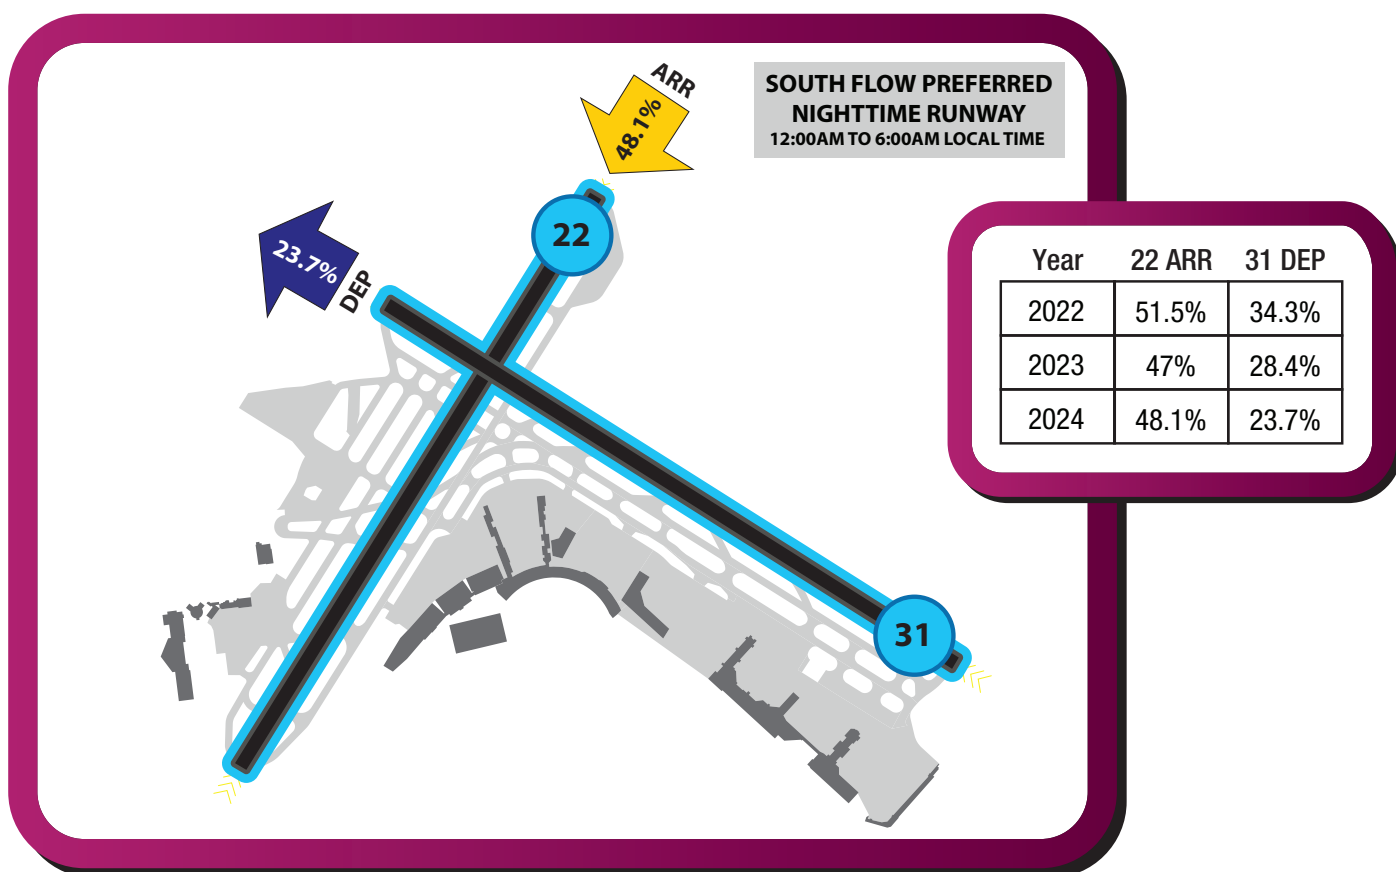 SOUTH FLOW PREFERRED
NIGHTTIME RUNWAY
12:00AM TO 6:00AM LOCAL TIME
ARR
48.1%
22
23.7%
DEP
31
Year 22 ARR 31 DEP
2022 51.5% 34.3%
2023 47% 28.4%
2024 48.1% 23.7%